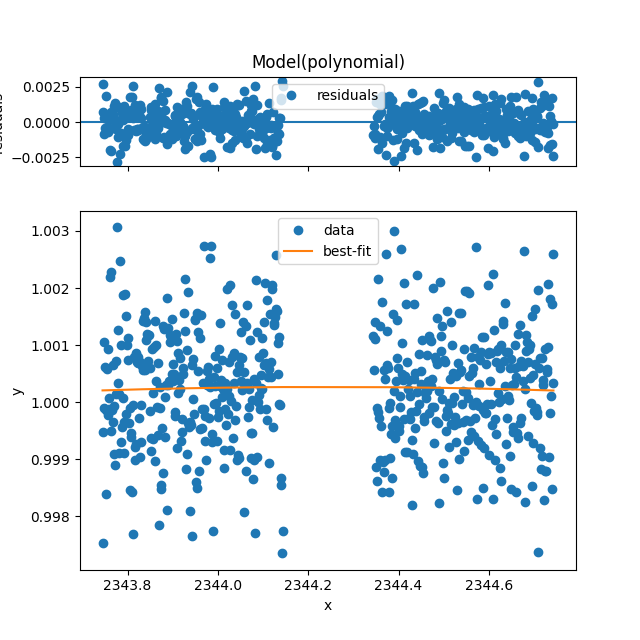 Model(polynomial)
0.0025
0.0000
−0.0025
residuals
residuals
1.003
1.002
1.001
1.000
0.999
0.998
y
data
best-fit
2343.8 2344.0 2344.2 2344.4 2344.6
x